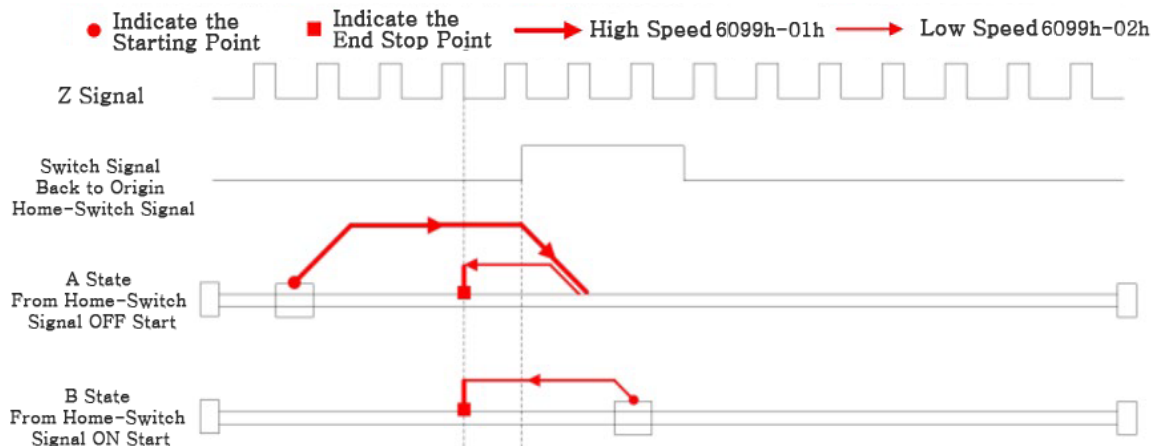 Indicate the
Starting Point
Indicate the
End Stop Point
High Speed 6099h-01h
Low Speed 6099h-02h
Z Signal
Switch Signal
Back to Origin
Home-Switch Signal
A State
From Home-Switch
Signal OFF Start
B State
From Home-Switch
Signal ON Start